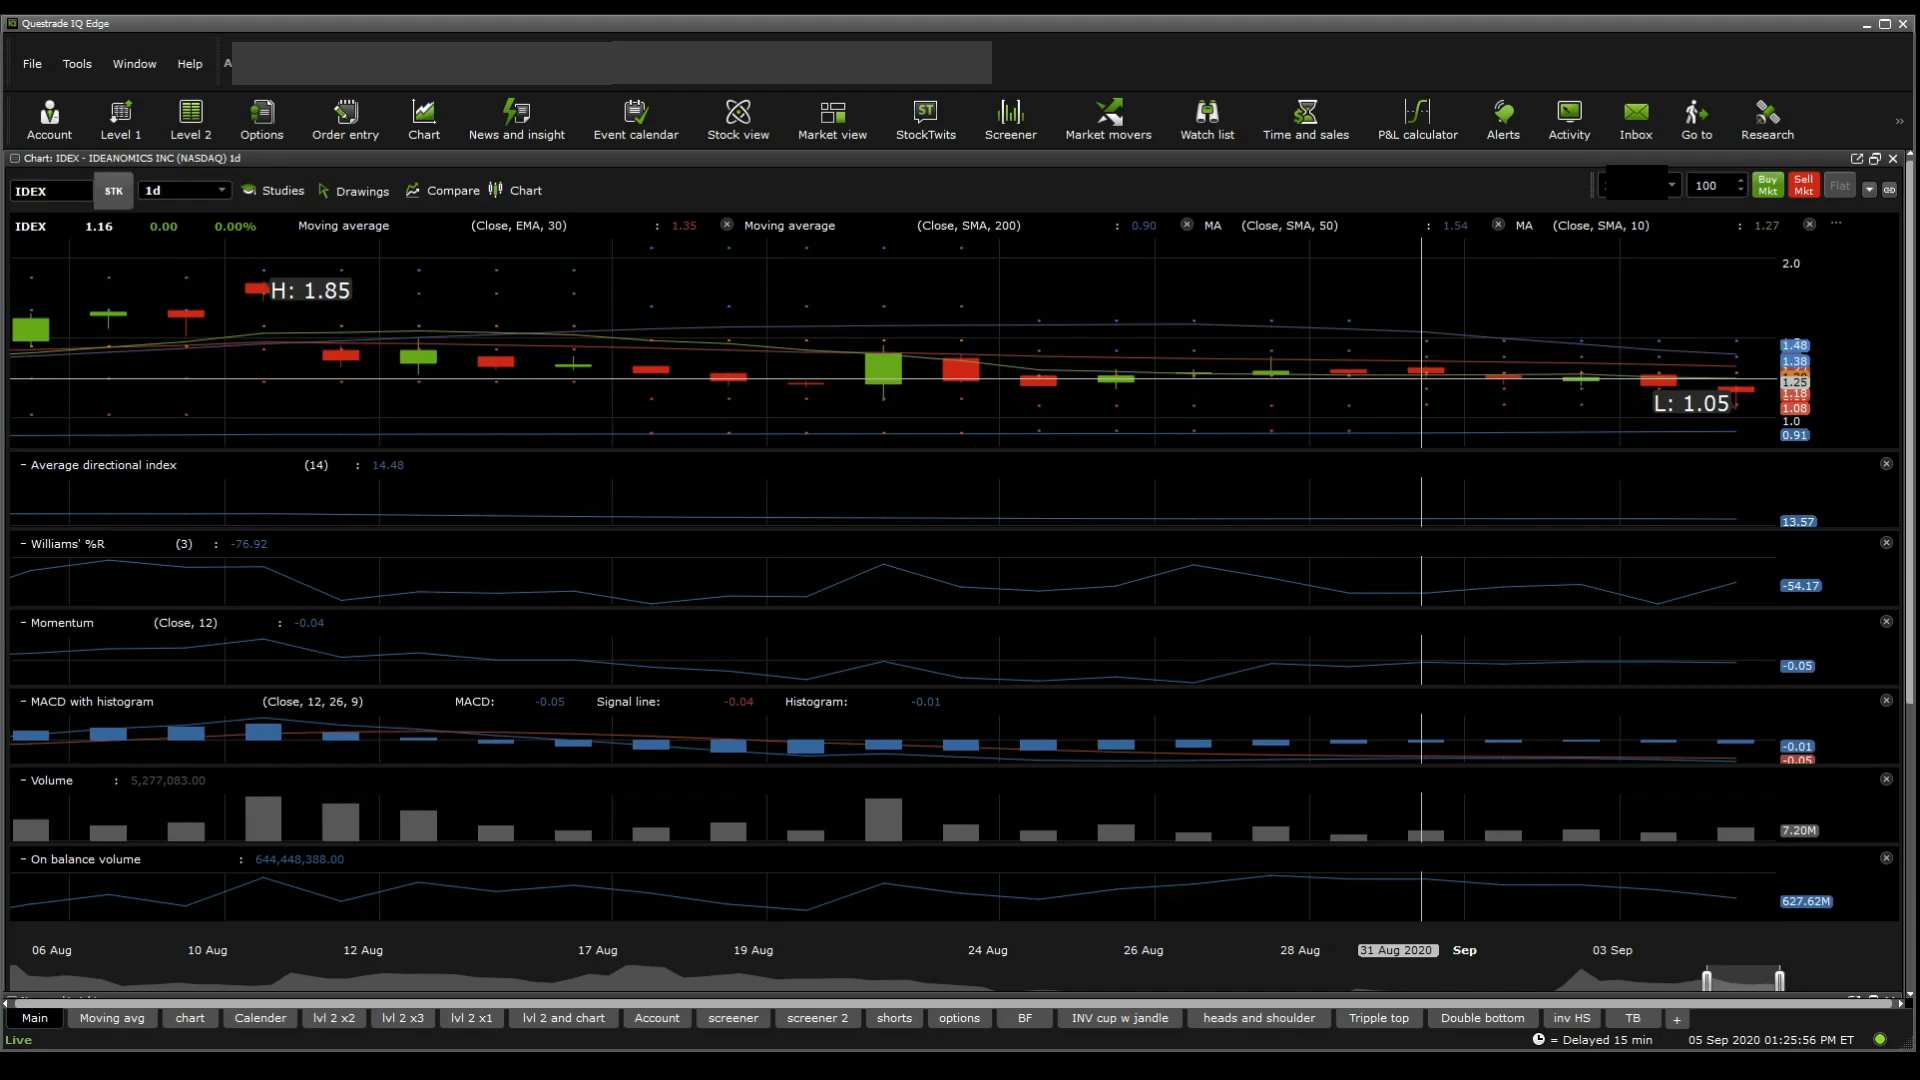 Questrade IQ Edge
File Tools Window Help A
Account Level 1 Level 2 Options Order entry Chart News and insight Event calendar Stock view Market view StockTwits Screener Market movers Watch list Time and sales P&L calculator Alerts Activity Inbox Go to Research
Chart: IDEX - IDEANOMICS INC (NASDAQ) 1d
IDEX STK 1d Studies Drawings Compare Chart 100 Buy Mkt Sell Mkt Flat
IDEX 1.16 0.00 0.00% Moving average (Close, EMA, 30) : 1.35 Moving average (Close, SMA, 200) : 0.90 MA (Close, SMA, 50) : 1.54 MA (Close, SMA, 10) : 1.27
2.0
H: 1.85
1.48
1.38
1.25
1.18
L: 1.05
1.08
1.0
0.91
- Average directional index (14) : 14.48
13.57
- Williams' %R (3) : -76.92
-54.17
- Momentum (Close, 12) : -0.04
-0.05
- MACD with histogram (Close, 12, 26, 9) MACD: -0.05 Signal line: -0.04 Histogram: -0.01
-0.01
-0.05
- Volume : 5,277,083.00
7.20M
- On balance volume : 644,448,388.00
627.62M
06 Aug 10 Aug 12 Aug 17 Aug 19 Aug 24 Aug 26 Aug 28 Aug 31 Aug 2020 Sep 03 Sep
Main Moving avg chart Calender lvl 2 x2 lvl 2 x3 lvl 2 x1 lvl 2 and chart Account screener screener 2 shorts options BF INV cup w jandle heads and shoulder Tripple top Double bottom inv HS TB +
Live = Delayed 15 min 05 Sep 2020 01:25:56 PM ET